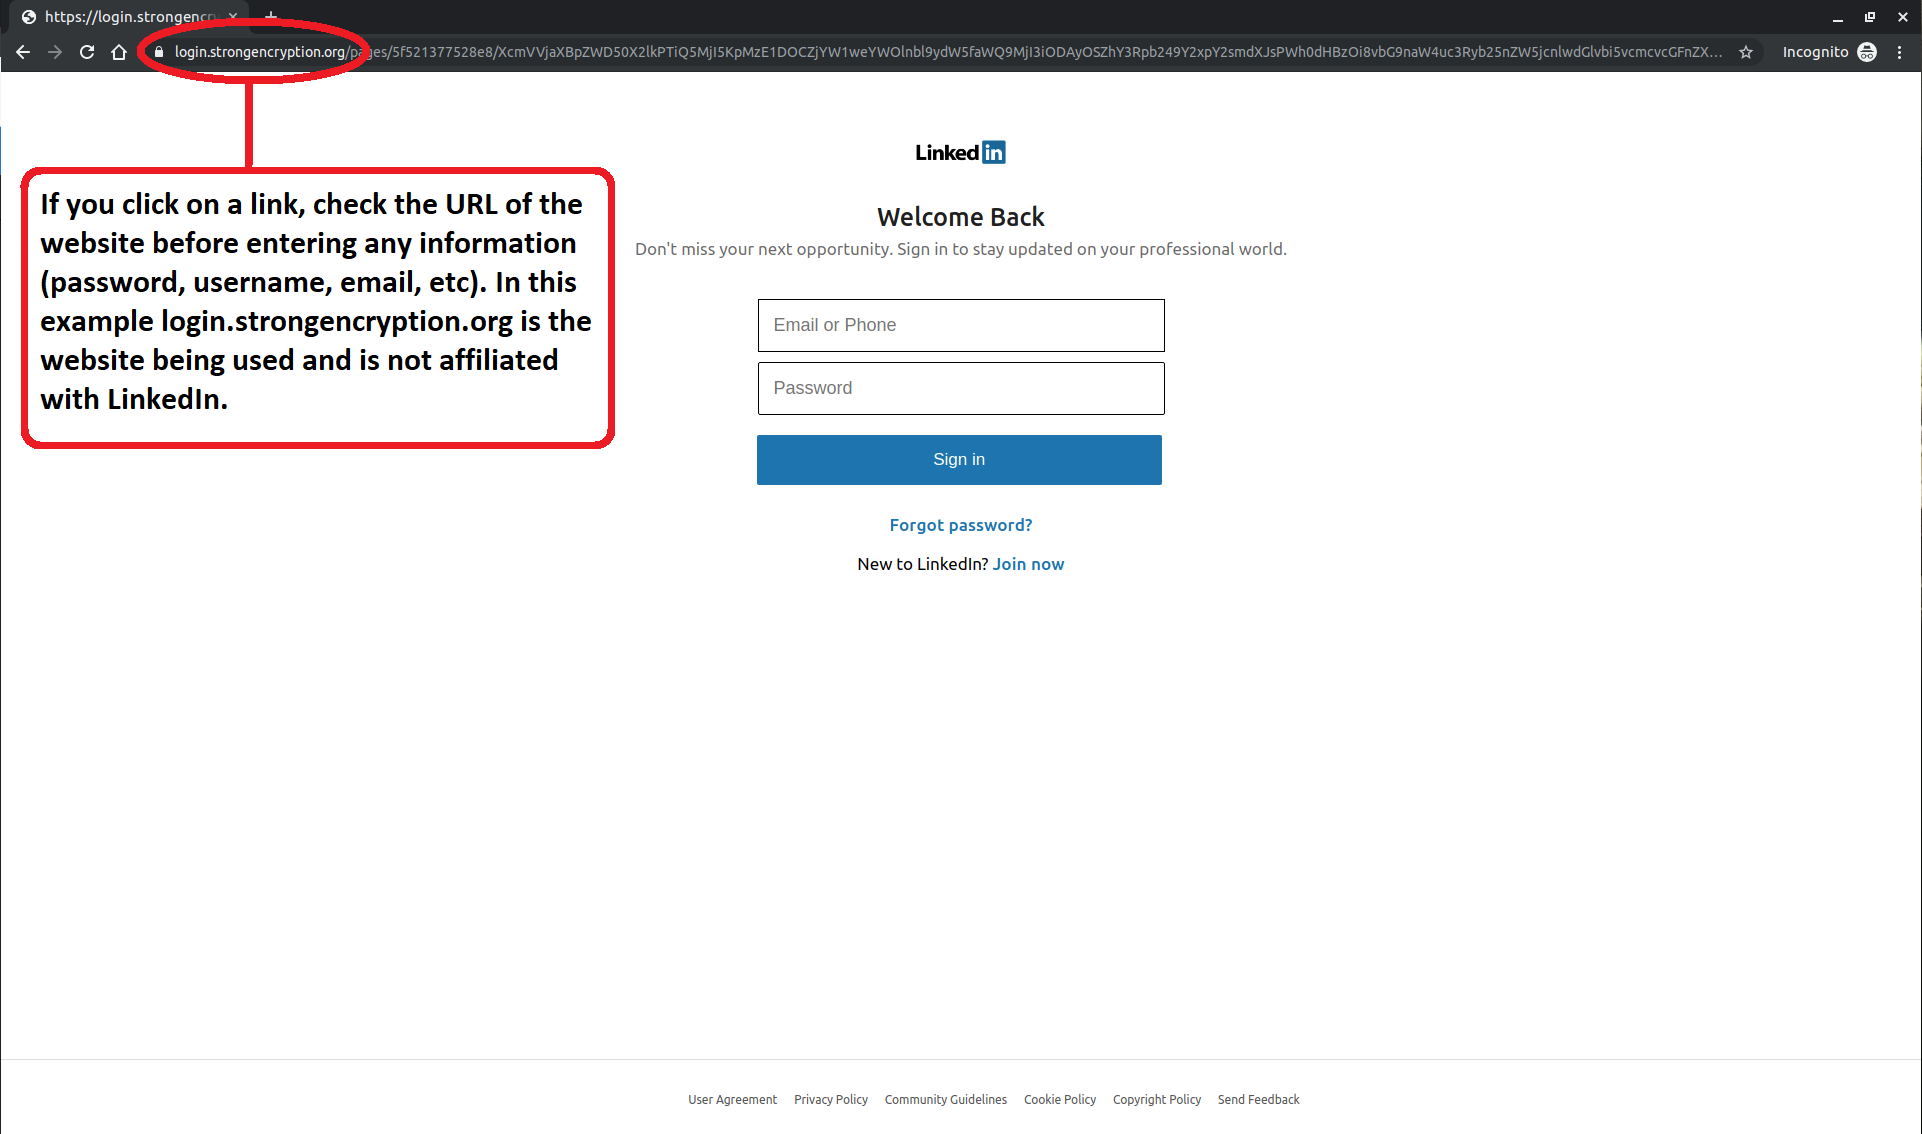 https://login.strongencr
login.strongencryption.org/pages/5f521377528e8/XcmVVjaXBpZWD50X2lkPTiQ5MjI5KpMzE1DOCZjYW1weYWOlnbl9ydW5faWQ9MjI3iODAyOSZhY3Rpb249Y2xpY2smdXJsPWh0dHBzOi8vbG9naW4uc3Ryb25nZW5jcnlwdGlvbi5vcmcvcGFnZX... Incognito
Linked in
If you click on a link, check the URL of the
website before entering any information
(password, username, email, etc). In this
example login.strongencryption.org is the
website being used and is not affiliated
with LinkedIn.
Welcome Back
Don't miss your next opportunity. Sign in to stay updated on your professional world.
Email or Phone
Password
Sign in
Forgot password?
New to LinkedIn? Join now
User Agreement Privacy Policy Community Guidelines Cookie Policy Copyright Policy Send Feedback